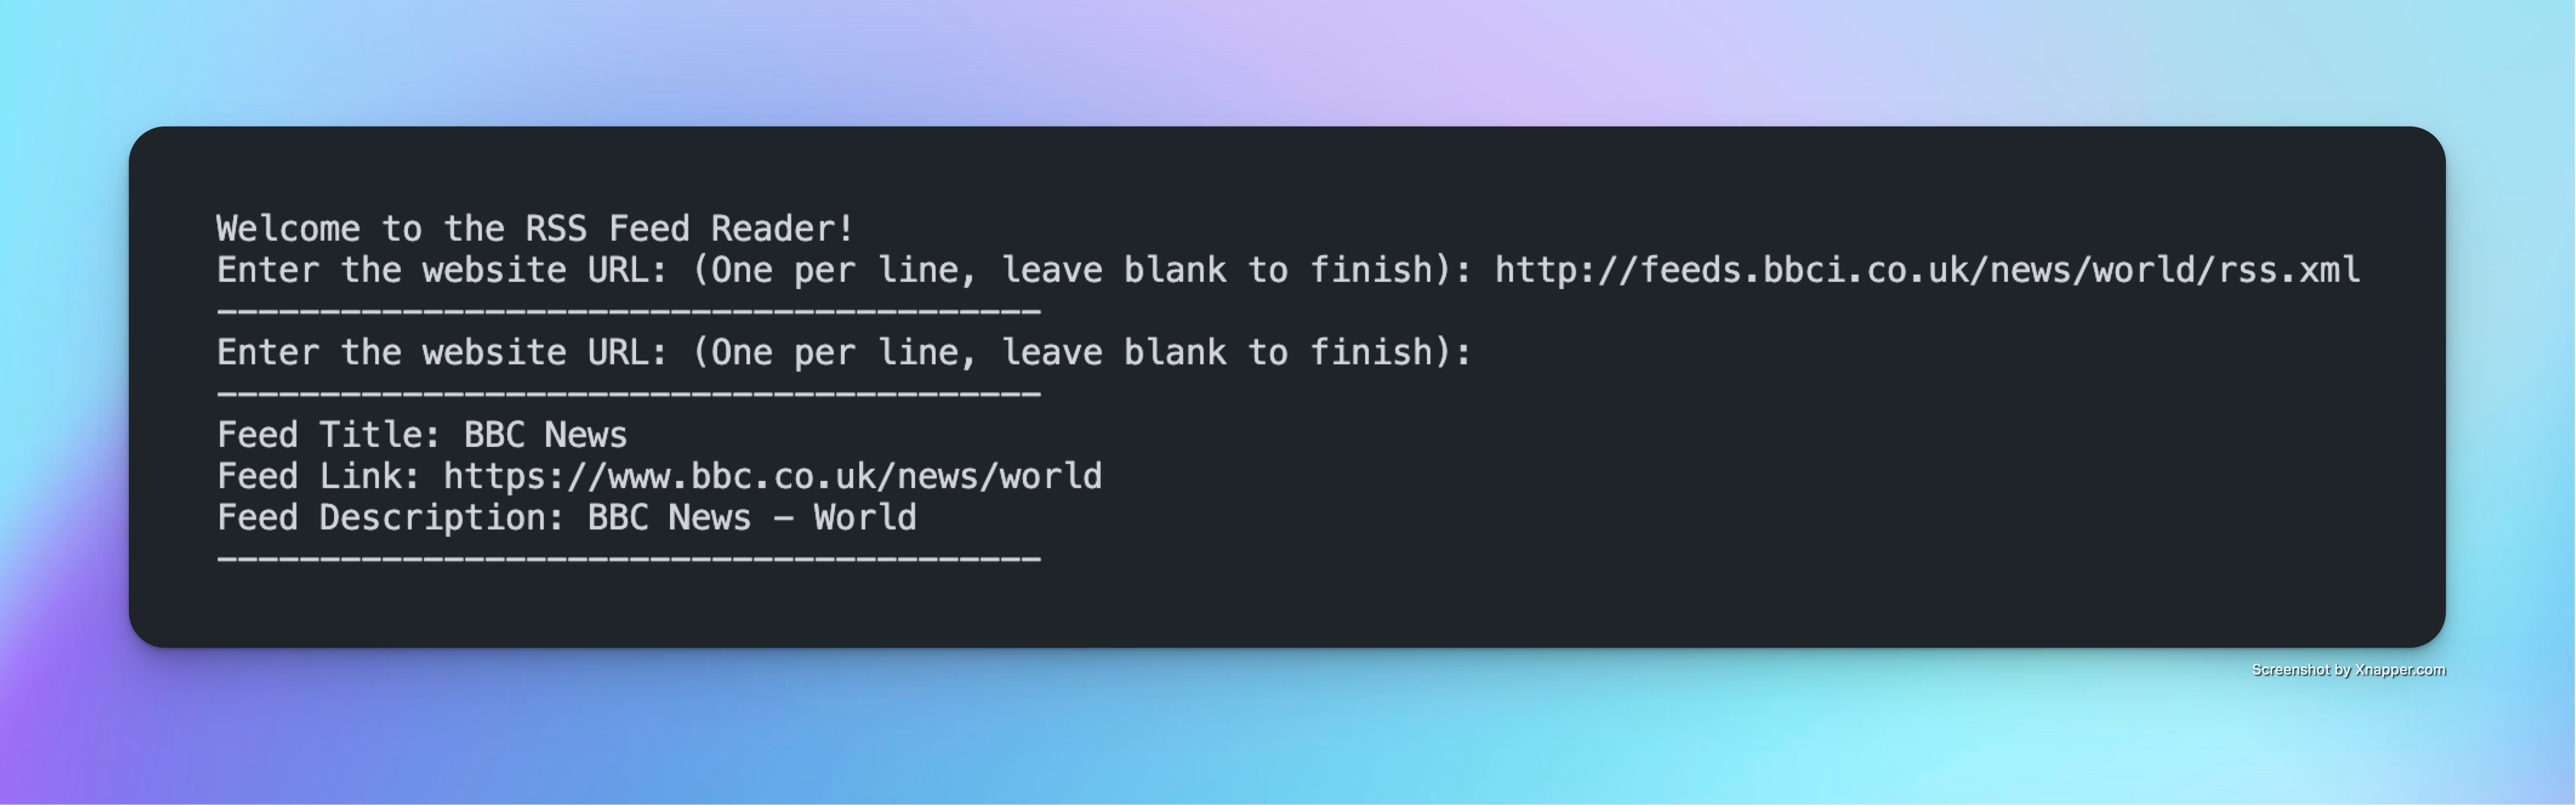 Welcome to the RSS Feed Reader!
Enter the website URL: (One per line, leave blank to finish): http://feeds.bbci.co.uk/news/world/rss.xml
----------------------------------------
Enter the website URL: (One per line, leave blank to finish):
----------------------------------------
Feed Title: BBC News
Feed Link: https://www.bbc.co.uk/news/world
Feed Description: BBC News - World
----------------------------------------
Screenshot by Xnapper.com